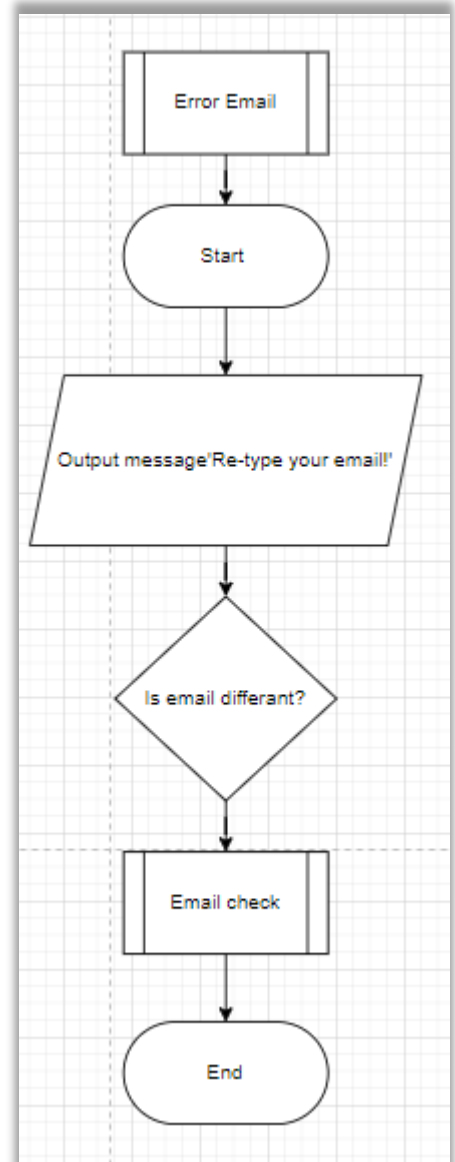 Error Email
Start
Output message'Re-type your email!'
Is email differant?
Email check
End